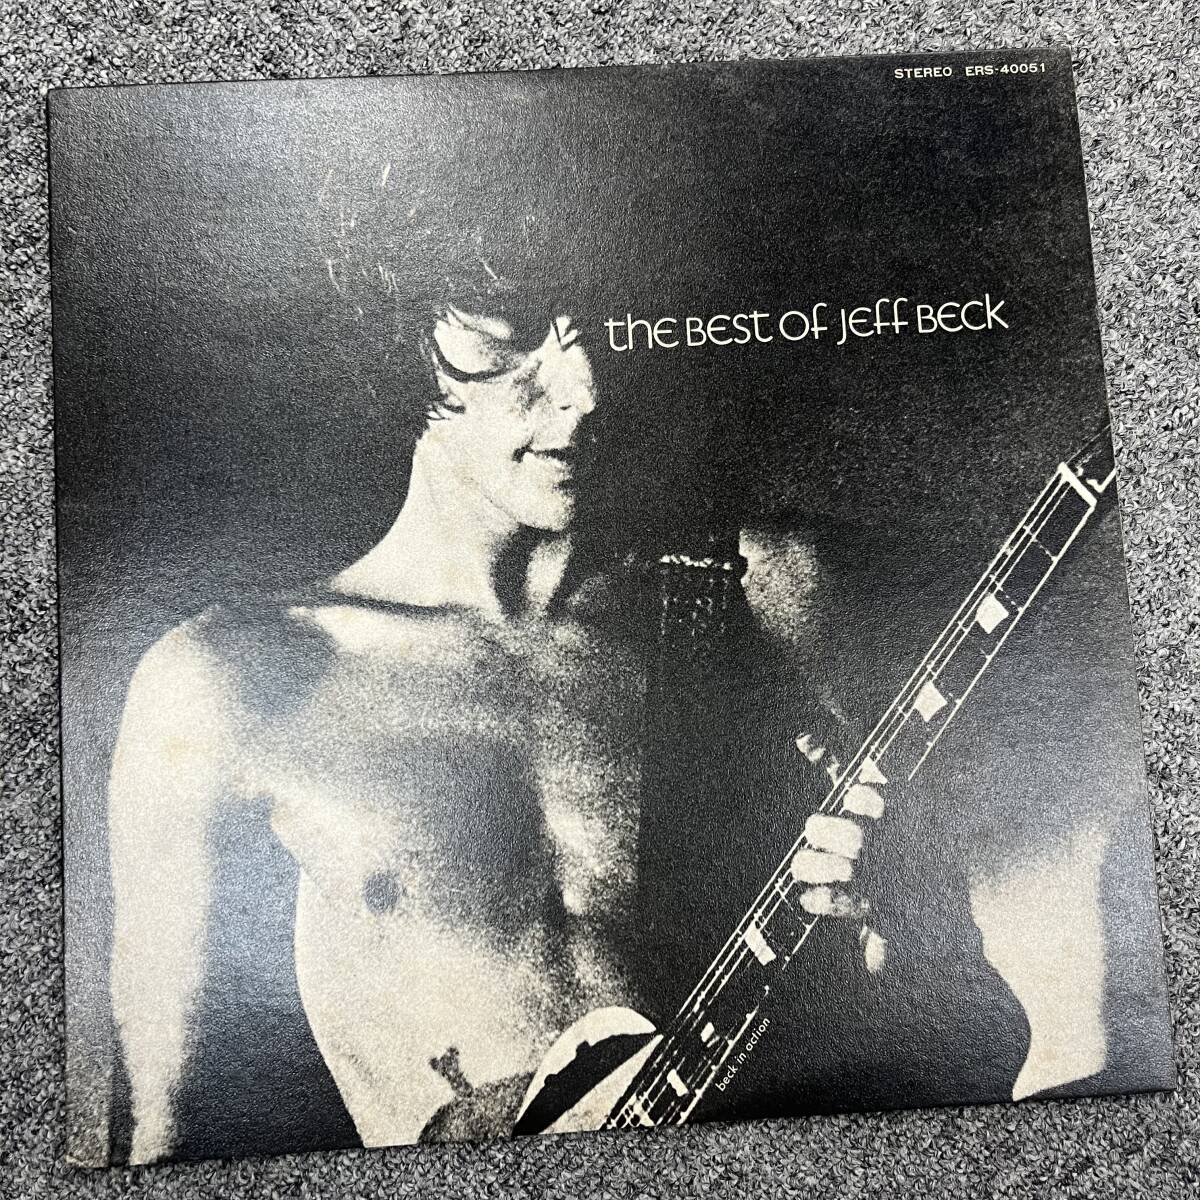 STEREO ERS-40051
the BEST of JEff BECK
beck in action